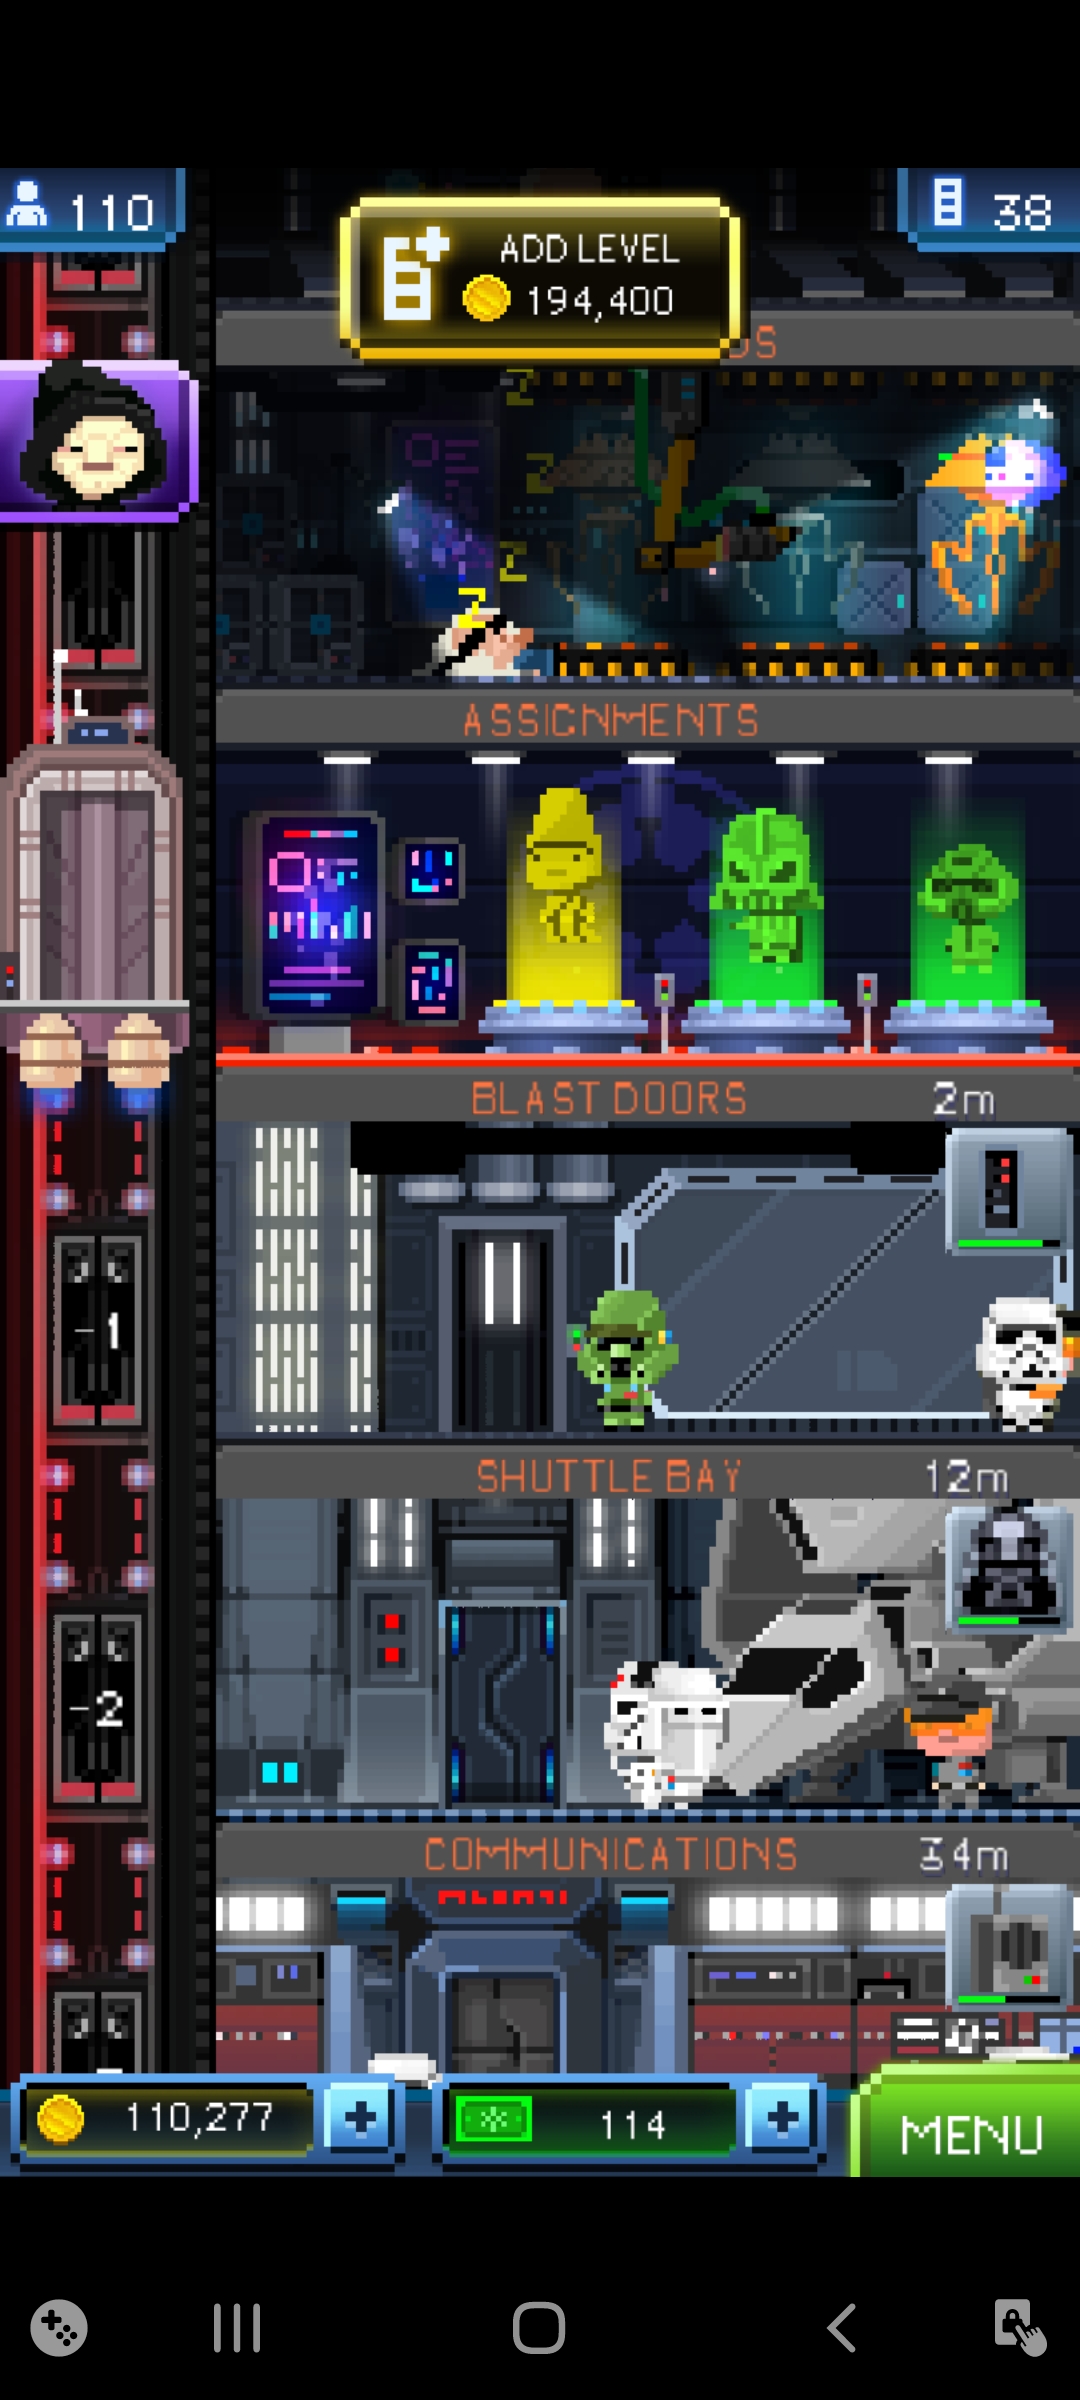 110
ADD LEVEL
194,400
38
Z
Z
Z
Z
ASSIGNMENTS
BLAST DOORS 2m
-1
SHUTTLE BAY 12m
-2
COMMUNICATIONS 34m
110,277 +
114 +
MENU